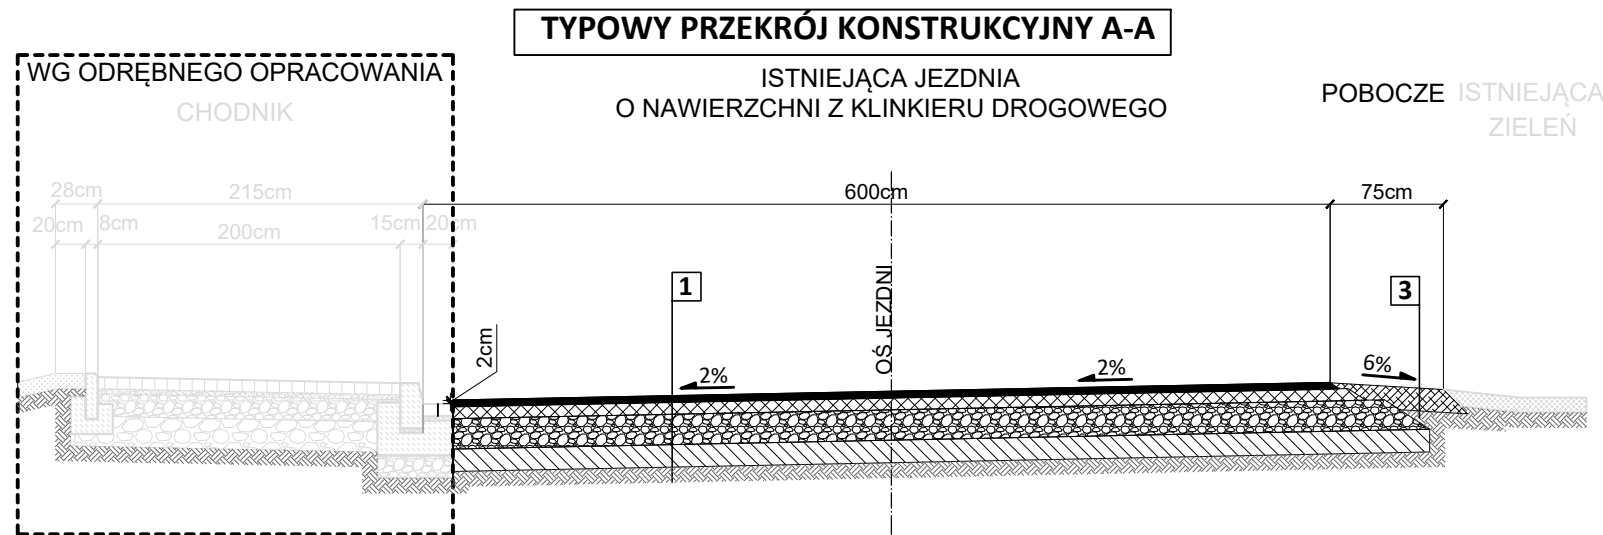 TYPOWY PRZEKRÓJ KONSTRUKCYJNY A-A
WG ODRĘBNEGO OPRACOWANIA
CHODNIK
ISTNIEJĄCA JEZDNIA
O NAWIERZCHNI Z KLINKIERU DROGOWEGO
POBOCZE
ISTNIEJĄCA
ZIELEŃ
28cm
215cm
600cm
75cm
20cm
8cm
200cm
15cm
20cm
1
3
OŚ JEZDNI
2cm
2%
2%
6%